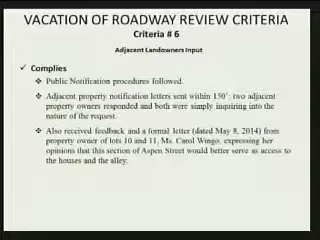 VACATION OF ROADWAY REVIEW CRITERIA
Criteria # 6
Adjacent Landowners Input
✓ Complies
❖ Public Notification procedures followed.
❖ Adjacent property notification letters sent within 150': two adjacent
property owners responded and both were simply inquiring into the
nature of the request.
❖ Also received feedback and a formal letter (dated May 8, 2014) from
property owner of lots 10 and 11, Ms. Carol Wingo, expressing her
opinions that this section of Aspen Street would better serve as access to
the houses and the alley.